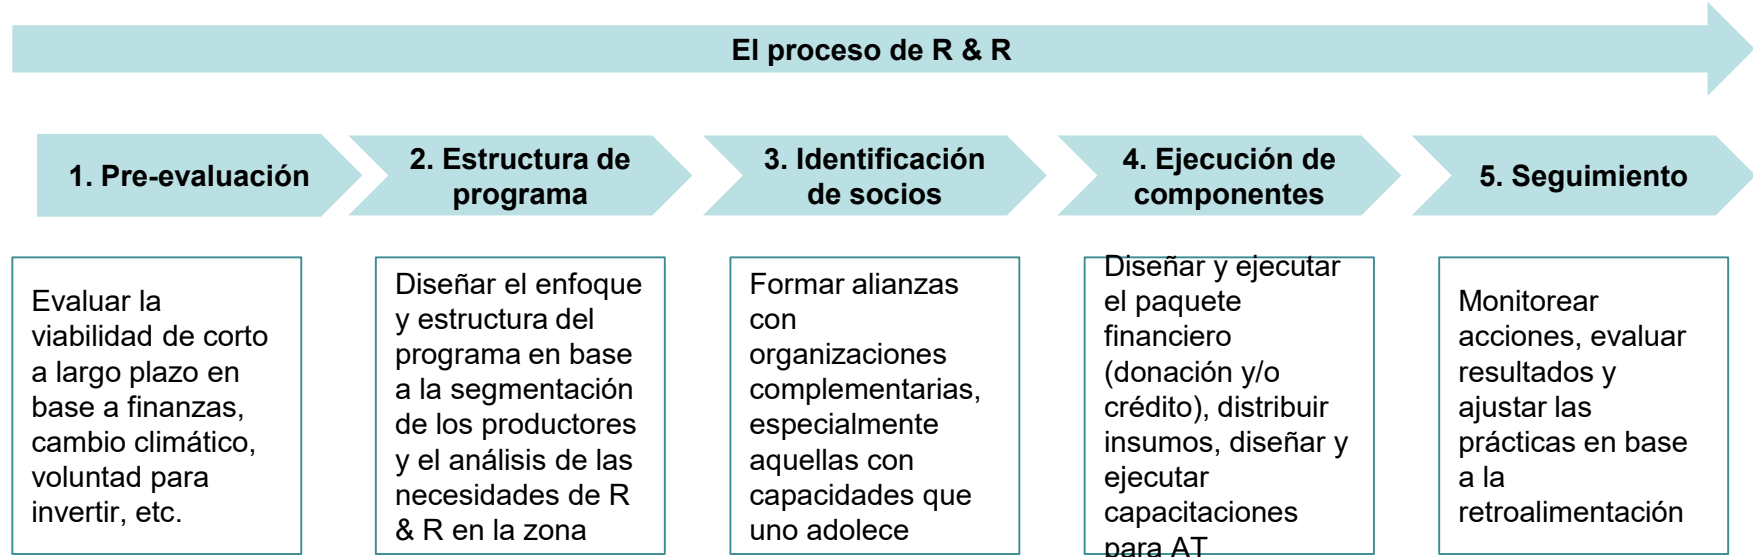 El proceso de R & R
1. Pre-evaluación
2. Estructura de
programa
3. Identificación
de socios
4. Ejecución de
componentes
5. Seguimiento
Evaluar la
viabilidad de corto
a largo plazo en
base a finanzas,
cambio climático,
voluntad para
invertir, etc.
Diseñar el enfoque
y estructura del
programa en base
a la segmentación
de los productores
y el análisis de las
necesidades de R
& R en la zona
Formar alianzas
con
organizaciones
complementarias,
especialmente
aquellas con
capacidades que
uno adolece
Diseñar y ejecutar
el paquete
financiero
(donación y/o
crédito), distribuir
insumos, diseñar y
ejecutar
capacitaciones
para AT
Monitorear
acciones, evaluar
resultados y
ajustar las
prácticas en base
a la
retroalimentación